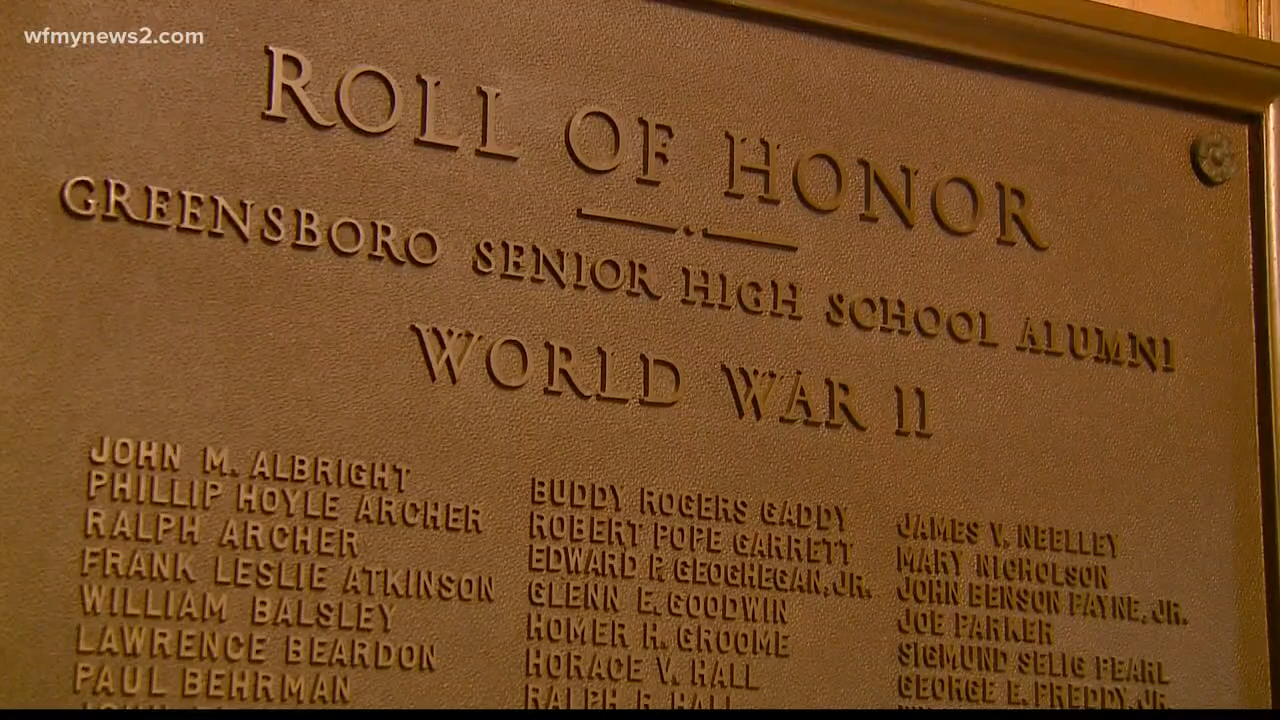 wfmynews2.com
ROLL OF HONOR
GREENSBORO SENIOR HIGH SCHOOL ALUMNI
WORLD WAR II
JOHN M. ALBRIGHT
PHILLIP HOYLE ARCHER
RALPH ARCHER
FRANK LESLIE ATKINSON
WILLIAM BALSLEY
LAWRENCE BEARDON
PAUL BEHRMAN
BUDDY ROGERS GADDY
ROBERT POPE GARRETT
EDWARD P. GEOGHEGAN, JR.
GLENN E. GOODWIN
HOMER H. GROOME
HORACE V. HALL
RALPH HALL
JAMES V. NEELLEY
MARY NICHOLSON
JOHN BENSON PAYNE, JR.
JOE PARKER
SIGMUND SELIG PEARL
GEORGE E. PREDDY, JR.